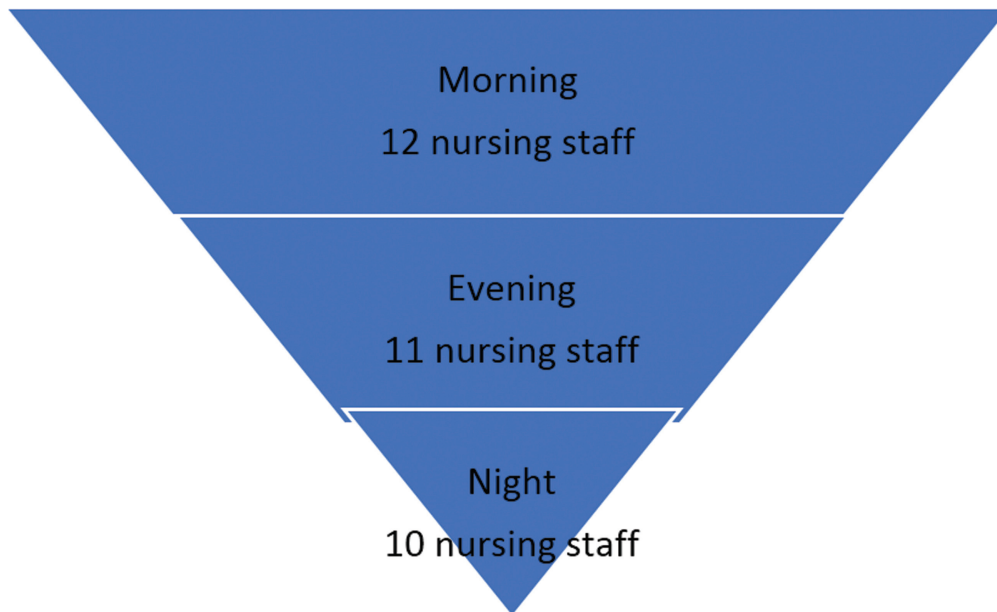 Morning
12 nursing staff
Evening
11 nursing staff
Night
10 nursing staff